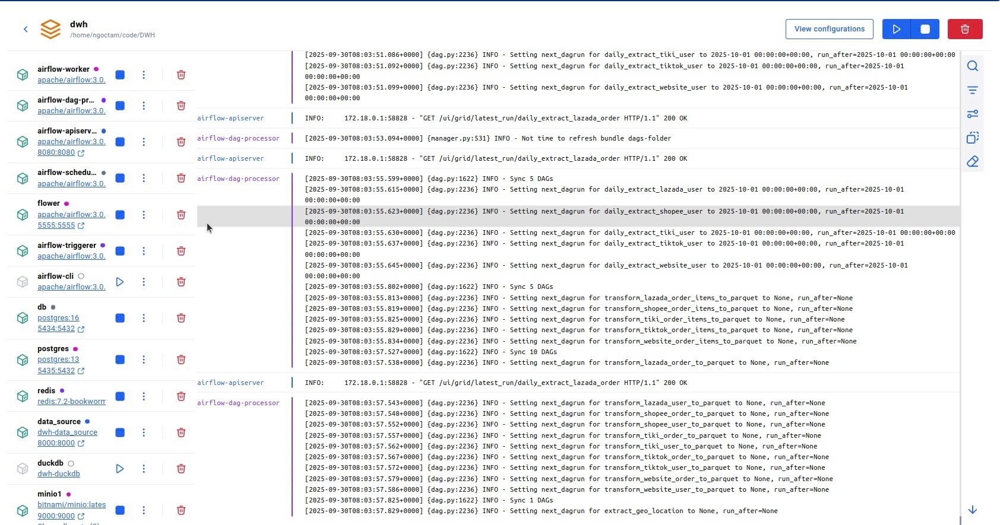 dwh
/home/ngoctam/code/DWH
View configurations
airflow-worker
apache/airflow:3.0.
airflow-dag-pr...
apache/airflow:3.0.
airflow-apiserv...
apache/airflow:3.0.
8080:8080
airflow-schedu...
apache/airflow:3.0.
flower
apache/airflow:3.0.
5555:5555
airflow-triggerer
apache/airflow:3.0.
airflow-cli
apache/airflow:3.0.
db
postgres:16
5434:5432
postgres
postgres:13
5435:5432
redis
redis:7.2-bookworm
data_source
dwh-data_source
8000:8000
duckdb
dwh-duckdb
minio1
bitnami/minio:lates
9000:9000
[2025-09-30T08:03:51.086+0000] {dag.py:2236} INFO - Setting next_dagrun for daily_extract_tiki_user to 2025-10-01 00:00:00+00:00, run_after=2025-10-01 00:00:00+00:00
[2025-09-30T08:03:51.092+0000] {dag.py:2236} INFO - Setting next_dagrun for daily_extract_tiktok_user to 2025-10-01 00:00:00+00:00, run_after=2025-10-01
00:00:00+00:00
[2025-09-30T08:03:51.099+0000] {dag.py:2236} INFO - Setting next_dagrun for daily_extract_website_user to 2025-10-01 00:00:00+00:00, run_after=2025-10-01
00:00:00+00:00
airflow-apiserver INFO: 172.18.0.1:58828 - "GET /ui/grid/latest_run/daily_extract_lazada_order HTTP/1.1" 200 OK
airflow-dag-processor [2025-09-30T08:03:53.094+0000] {manager.py:531} INFO - Not time to refresh bundle dags-folder
airflow-apiserver INFO: 172.18.0.1:58828 - "GET /ui/grid/latest_run/daily_extract_lazada_order HTTP/1.1" 200 OK
airflow-dag-processor [2025-09-30T08:03:55.599+0000] {dag.py:1622} INFO - Sync 5 DAGs
[2025-09-30T08:03:55.615+0000] {dag.py:2236} INFO - Setting next_dagrun for daily_extract_lazada_user to 2025-10-01 00:00:00+00:00, run_after=2025-10-01
00:00:00+00:00
[2025-09-30T08:03:55.623+0000] {dag.py:2236} INFO - Setting next_dagrun for daily_extract_shopee_user to 2025-10-01 00:00:00+00:00, run_after=2025-10-01
00:00:00+00:00
[2025-09-30T08:03:55.630+0000] {dag.py:2236} INFO - Setting next_dagrun for daily_extract_tiki_user to 2025-10-01 00:00:00+00:00, run_after=2025-10-01 00:00:00+00:00
[2025-09-30T08:03:55.637+0000] {dag.py:2236} INFO - Setting next_dagrun for daily_extract_tiktok_user to 2025-10-01 00:00:00+00:00, run_after=2025-10-01
00:00:00+00:00
[2025-09-30T08:03:55.645+0000] {dag.py:2236} INFO - Setting next_dagrun for daily_extract_website_user to 2025-10-01 00:00:00+00:00, run_after=2025-10-01
00:00:00+00:00
[2025-09-30T08:03:55.802+0000] {dag.py:1622} INFO - Sync 5 DAGs
[2025-09-30T08:03:55.813+0000] {dag.py:2236} INFO - Setting next_dagrun for transform_lazada_order_items_to_parquet to None, run_after=None
[2025-09-30T08:03:55.819+0000] {dag.py:2236} INFO - Setting next_dagrun for transform_shopee_order_items_to_parquet to None, run_after=None
[2025-09-30T08:03:55.825+0000] {dag.py:2236} INFO - Setting next_dagrun for transform_tiki_order_items_to_parquet to None, run_after=None
[2025-09-30T08:03:55.829+0000] {dag.py:2236} INFO - Setting next_dagrun for transform_tiktok_order_items_to_parquet to None, run_after=None
[2025-09-30T08:03:55.834+0000] {dag.py:2236} INFO - Setting next_dagrun for transform_website_order_items_to_parquet to None, run_after=None
[2025-09-30T08:03:57.527+0000] {dag.py:1622} INFO - Sync 10 DAGs
[2025-09-30T08:03:57.538+0000] {dag.py:2236} INFO - Setting next_dagrun for transform_lazada_order_to_parquet to None, run_after=None
airflow-apiserver INFO: 172.18.0.1:58828 - "GET /ui/grid/latest_run/daily_extract_lazada_order HTTP/1.1" 200 OK
airflow-dag-processor [2025-09-30T08:03:57.543+0000] {dag.py:2236} INFO - Setting next_dagrun for transform_lazada_user_to_parquet to None, run_after=None
[2025-09-30T08:03:57.548+0000] {dag.py:2236} INFO - Setting next_dagrun for transform_shopee_order_to_parquet to None, run_after=None
[2025-09-30T08:03:57.552+0000] {dag.py:2236} INFO - Setting next_dagrun for transform_shopee_user_to_parquet to None, run_after=None
[2025-09-30T08:03:57.557+0000] {dag.py:2236} INFO - Setting next_dagrun for transform_tiki_order_to_parquet to None, run_after=None
[2025-09-30T08:03:57.562+0000] {dag.py:2236} INFO - Setting next_dagrun for transform_tiki_user_to_parquet to None, run_after=None
[2025-09-30T08:03:57.567+0000] {dag.py:2236} INFO - Setting next_dagrun for transform_tiktok_order_to_parquet to None, run_after=None
[2025-09-30T08:03:57.572+0000] {dag.py:2236} INFO - Setting next_dagrun for transform_tiktok_user_to_parquet to None, run_after=None
[2025-09-30T08:03:57.579+0000] {dag.py:2236} INFO - Setting next_dagrun for transform_website_order_to_parquet to None, run_after=None
[2025-09-30T08:03:57.586+0000] {dag.py:2236} INFO - Setting next_dagrun for transform_website_user_to_parquet to None, run_after=None
[2025-09-30T08:03:57.825+0000] {dag.py:1622} INFO - Sync 1 DAGs
[2025-09-30T08:03:57.829+0000] {dag.py:2236} INFO - Setting next_dagrun for extract_geo_location to None, run_after=None